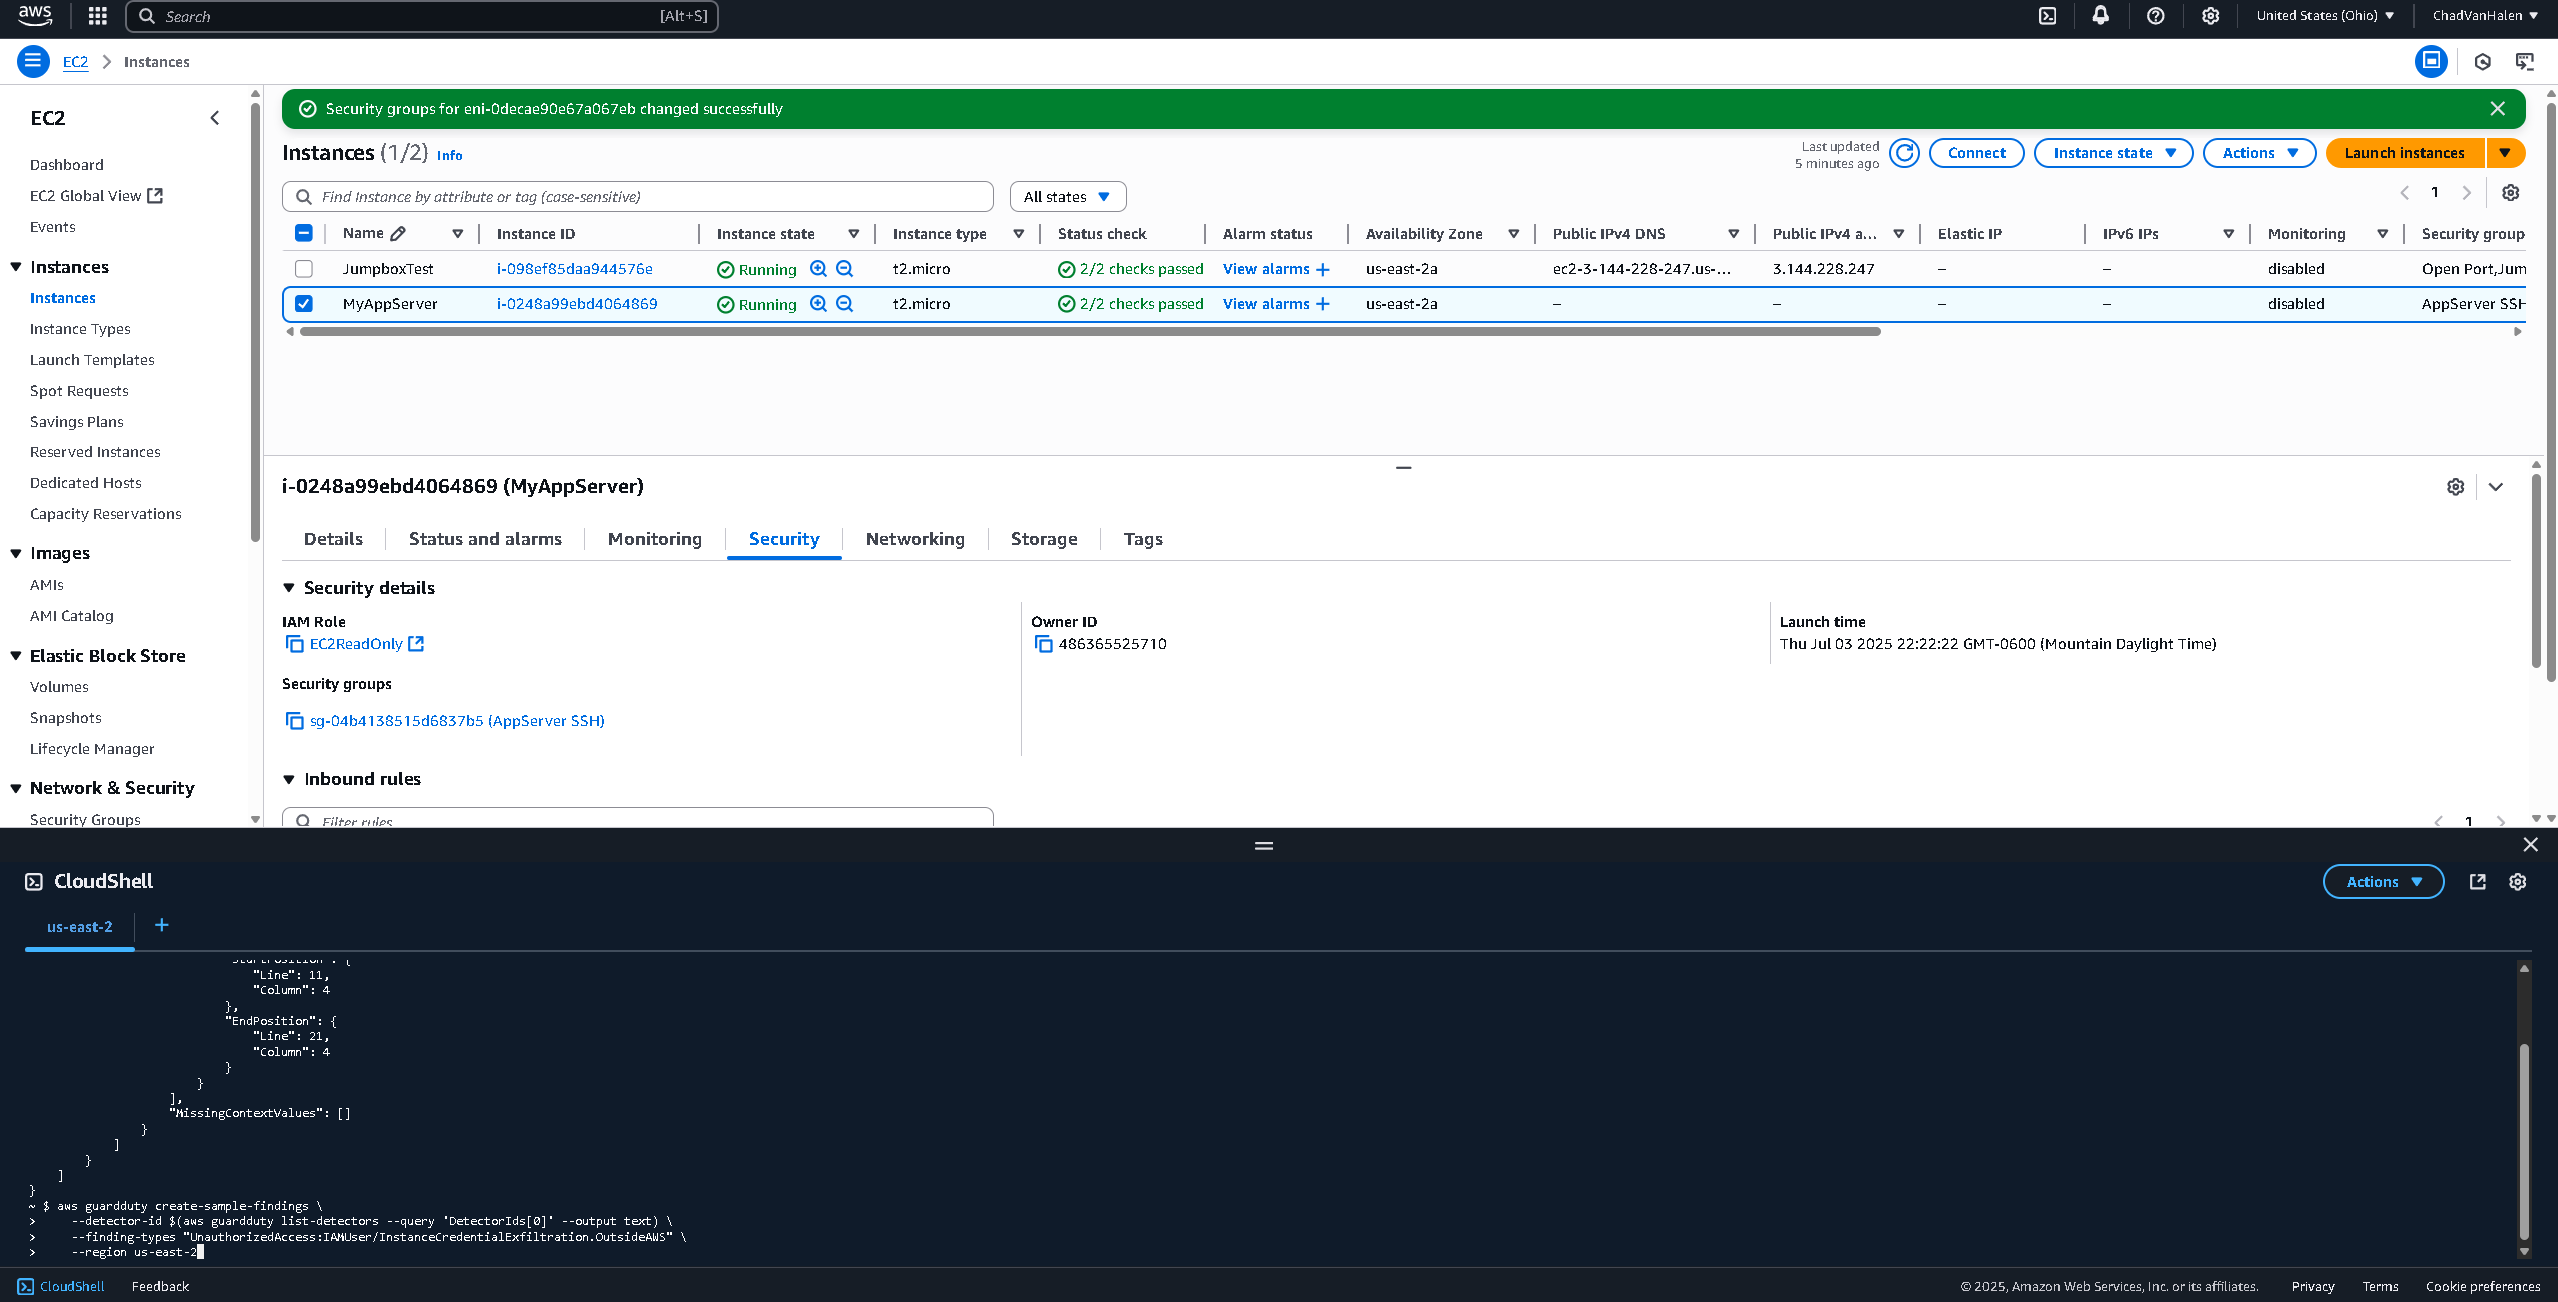 aws
Search [Alt+S]
United States (Ohio)
ChadVanHalen
EC2 Instances
EC2
Dashboard
EC2 Global View
Events
Instances
Instances
Instance Types
Launch Templates
Spot Requests
Savings Plans
Reserved Instances
Dedicated Hosts
Capacity Reservations
Images
AMIs
AMI Catalog
Elastic Block Store
Volumes
Snapshots
Lifecycle Manager
Network & Security
Security Groups
Security groups for eni-0decae90e67a067eb changed successfully
Instances (1/2) Info
Last updated
5 minutes ago
Connect
Instance state
Actions
Launch instances
Find Instance by attribute or tag (case-sensitive)
All states
1
Name Instance ID Instance state Instance type Status check Alarm status Availability Zone Public IPv4 DNS Public IPv4 a... Elastic IP IPv6 IPs Monitoring Security group
JumpboxTest i-098ef85daa944576e Running t2.micro 2/2 checks passed View alarms + us-east-2a ec2-3-144-228-247.us-... 3.144.228.247 – – disabled Open Port,Jum
MyAppServer i-0248a99ebd4064869 Running t2.micro 2/2 checks passed View alarms + us-east-2a – – – – disabled AppServer SSH
i-0248a99ebd4064869 (MyAppServer)
Details Status and alarms Monitoring Security Networking Storage Tags
Security details
IAM Role
EC2ReadOnly
Owner ID
486365525710
Launch time
Thu Jul 03 2025 22:22:22 GMT-0600 (Mountain Daylight Time)
Security groups
sg-04b4138515d6837b5 (AppServer SSH)
Inbound rules
Filter rules
1
CloudShell
Actions
us-east-2 +
"StartPosition": {
"Line": 11,
"Column": 4
},
"EndPosition": {
"Line": 21,
"Column": 4
}
}
],
"MissingContextValues": []
}
]
}
]
}
~ $ aws guardduty create-sample-findings \
> --detector-id $(aws guardduty list-detectors --query 'DetectorIds[0]' --output text) \
> --finding-types "UnauthorizedAccess:IAMUser/InstanceCredentialExfiltration.OutsideAWS" \
> --region us-east-2
CloudShell Feedback
© 2025, Amazon Web Services, Inc. or its affiliates. Privacy Terms Cookie preferences